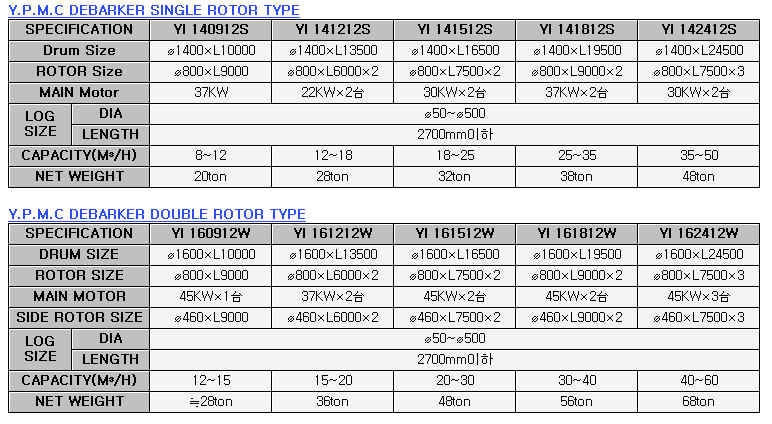 Y.P.M.C DEBARKER SINGLE ROTOR TYPE
SPECIFICATION YI 140912S YI 141212S YI 141512S YI 141812S YI 142412S
Drum Size ⌀1400×L10000 ⌀1400×L13500 ⌀1400×L16500 ⌀1400×L19500 ⌀1400×L24500
ROTOR Size ⌀800×L9000 ⌀800×L6000×2 ⌀800×L7500×2 ⌀800×L9000×2 ⌀800×L7500×3
MAIN Motor 37KW 22KW×2台 30KW×2台 37KW×2台 30KW×2台
LOG SIZE DIA ⌀50~⌀500
LENGTH 2700mm이하
CAPACITY(M³/H) 8~12 12~18 18~25 25~35 35~50
NET WEIGHT 20ton 28ton 32ton 38ton 48ton
Y.P.M.C DEBARKER DOUBLE ROTOR TYPE
SPECIFICATION YI 160912W YI 161212W YI 161512W YI 161812W YI 162412W
DRUM SIZE ⌀1600×L10000 ⌀1600×L13500 ⌀1600×L16500 ⌀1600×L19500 ⌀1600×L24500
ROTOR SIZE ⌀800×L9000 ⌀800×L6000×2 ⌀800×L7500×2 ⌀800×L9000×2 ⌀800×L7500×3
MAIN MOTOR 45KW×1台 37KW×2台 45KW×2台 45KW×2台 45KW×3台
SIDE ROTOR SIZE ⌀460×L9000 ⌀460×L6000×2 ⌀460×L7500×2 ⌀460×L9000×2 ⌀460×L7500×3
LOG SIZE DIA ⌀50~⌀500
LENGTH 2700mm이하
CAPACITY(M³/H) 12~15 15~20 20~30 30~40 40~60
NET WEIGHT ≒28ton 36ton 48ton 56ton 68ton